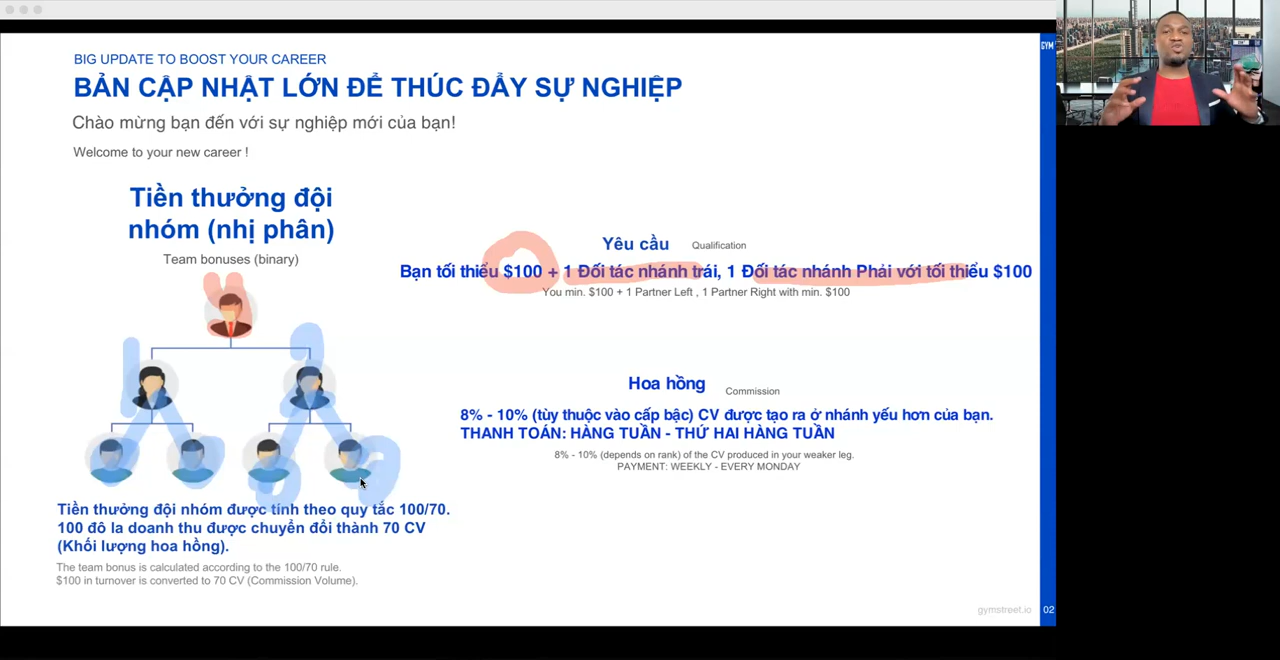 BIG UPDATE TO BOOST YOUR CAREER
BẢN CẬP NHẬT LỚN ĐỂ THÚC ĐẨY SỰ NGHIỆP
Chào mừng bạn đến với sự nghiệp mới của bạn!
Welcome to your new career !
Tiền thưởng đội
nhóm (nhị phân)
Team bonuses (binary)
Yêu cầu Qualification
Bạn tối thiểu $100 + 1 Đối tác nhánh trái, 1 Đối tác nhánh Phải với tối thiểu $100
You min. $100 + 1 Partner Left , 1 Partner Right with min. $100
Hoa hồng Commission
8% - 10% (tùy thuộc vào cấp bậc) CV được tạo ra ở nhánh yếu hơn của bạn.
THANH TOÁN: HÀNG TUẦN - THỨ HAI HÀNG TUẦN
8% - 10% (depends on rank) of the CV produced in your weaker leg.
PAYMENT: WEEKLY - EVERY MONDAY
Tiền thưởng đội nhóm được tính theo quy tắc 100/70.
100 đô la doanh thu được chuyển đổi thành 70 CV
(Khối lượng hoa hồng).
The team bonus is calculated according to the 100/70 rule.
$100 in turnover is converted to 70 CV (Commission Volume).
gymstreet.io 02
GYM